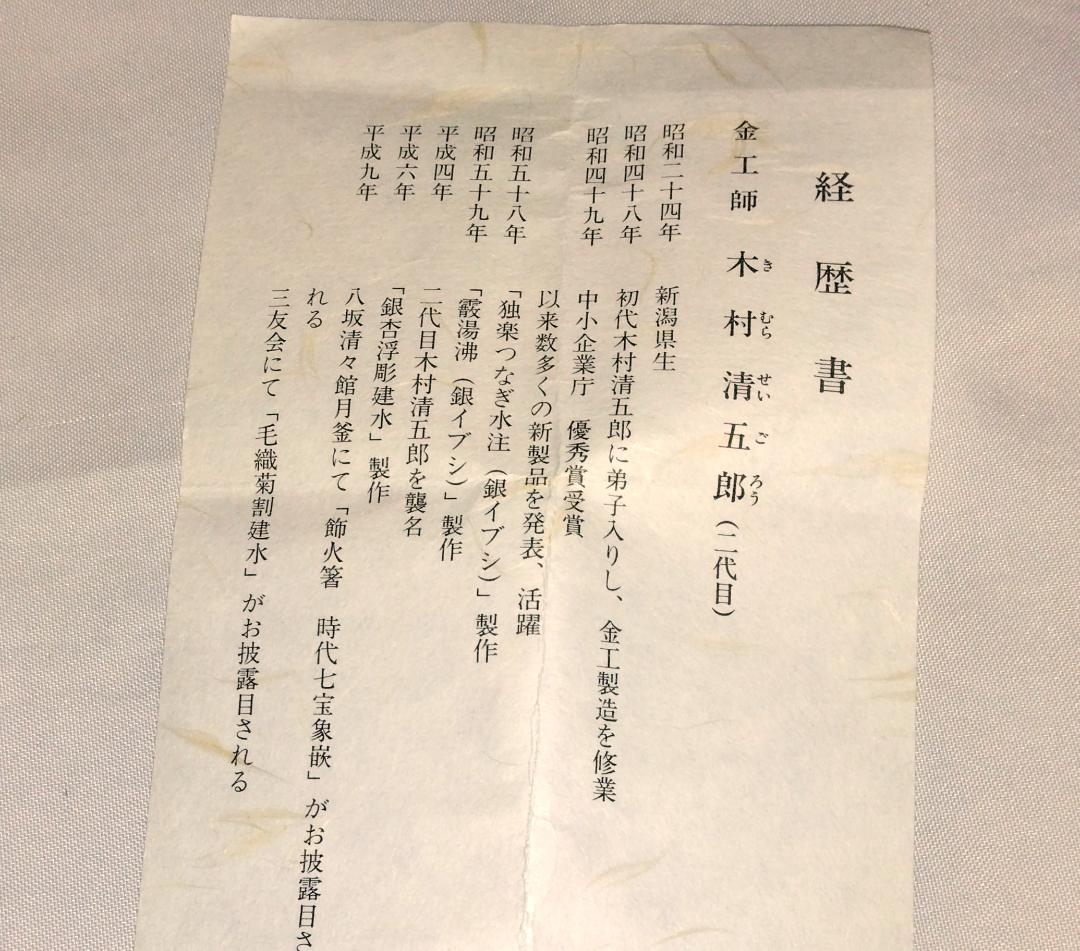 経歴書
金工師 木村清五郎(二代目)
き むら せい ご ろう
昭和二十四年 新潟県生
昭和四十八年 初代木村清五郎に弟子入りし、金工製造を修業
昭和四十九年 中小企業庁 優秀賞受賞
以来数多くの新製品を発表、活躍
昭和五十八年 「独楽つなぎ水注(銀イブシ)」製作
昭和五十九年 「霰湯沸(銀イブシ)」製作
平成四年 二代目木村清五郎を襲名
平成六年 「銀杏浮彫建水」製作
平成九年 八坂清々館月釜にて「飾火箸 時代七宝象嵌」がお披露目さ
れる
三友会にて「毛織菊割建水」がお披露目される